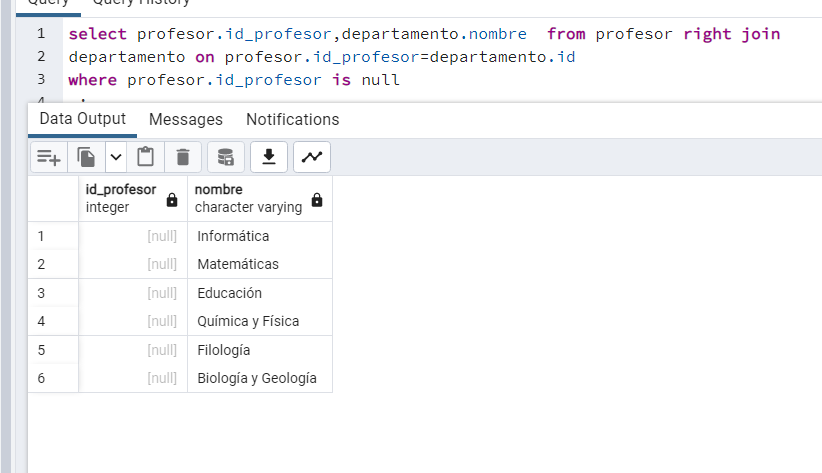 Query Query History
1 select profesor.id_profesor,departamento.nombre from profesor right join
2 departamento on profesor.id_profesor=departamento.id
3 where profesor.id_profesor is null
4
Data Output Messages Notifications
id_profesor nombre
integer character varying
1 [null] Informática
2 [null] Matemáticas
3 [null] Educación
4 [null] Química y Física
5 [null] Filología
6 [null] Biología y Geología